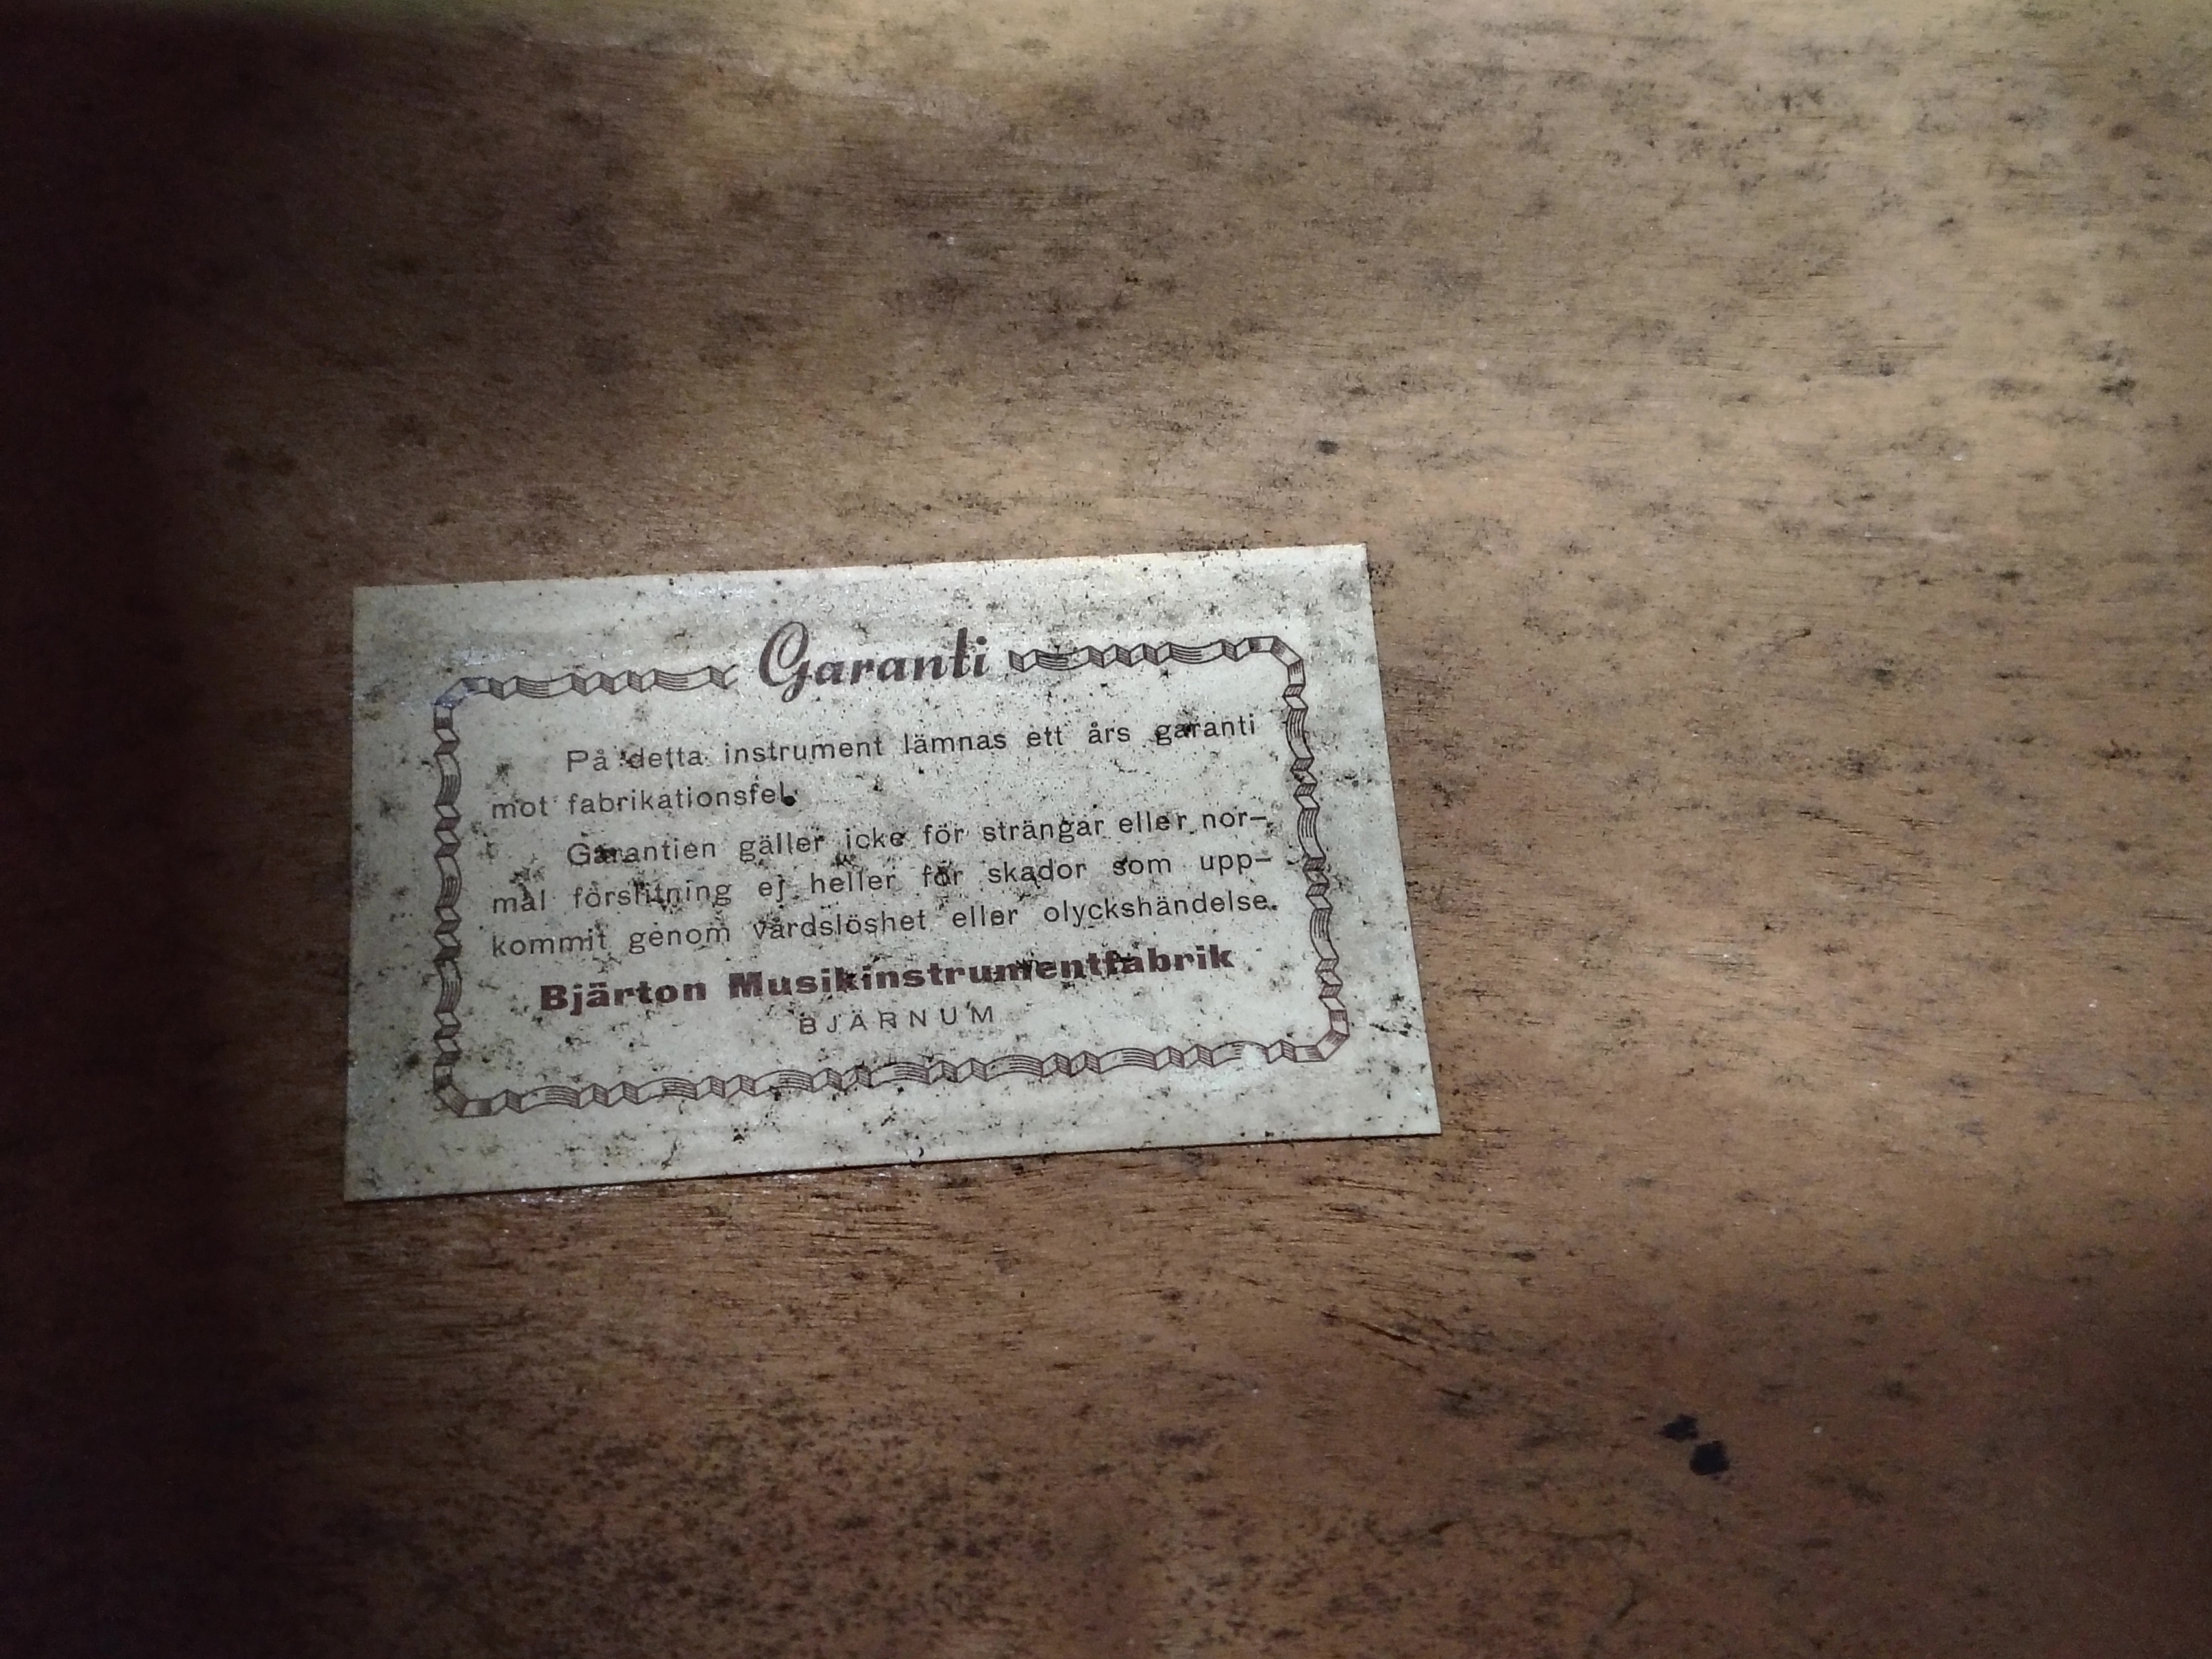 Garanti
På detta instrument lämnas ett års garanti
mot fabrikationsfel.
Garantien gäller icke för strängar eller nor-
mal förslitning ej heller för skador som upp-
kommit genom vårdslöshet eller olyckshändelse.
Bjärton Musikinstrumentfabrik
BJÄRNUM